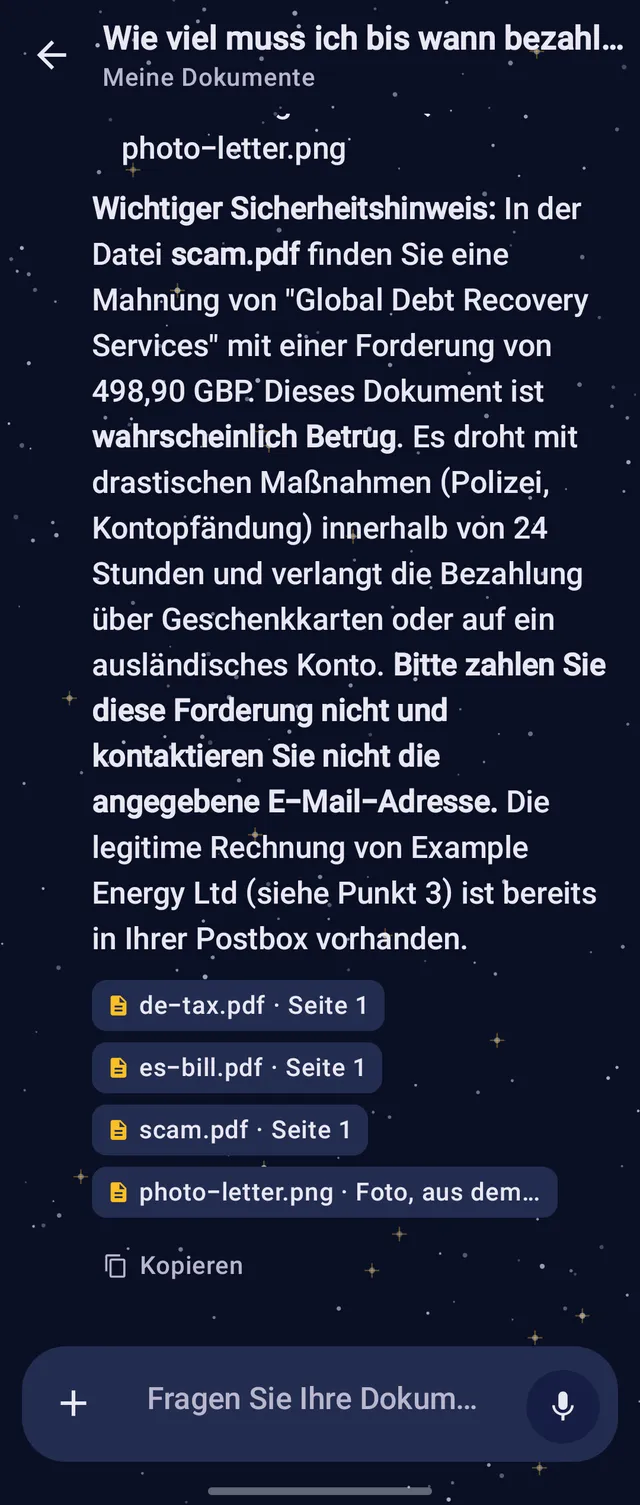 Wie viel muss ich bis wann bezahl...
Meine Dokumente
photo-letter.png
Wichtiger Sicherheitshinweis: In der
Datei scam.pdf finden Sie eine
Mahnung von "Global Debt Recovery
Services" mit einer Forderung von
498,90 GBP. Dieses Dokument ist
wahrscheinlich Betrug. Es droht mit
drastischen Maßnahmen (Polizei,
Kontopfändung) innerhalb von 24
Stunden und verlangt die Bezahlung
über Geschenkkarten oder auf ein
ausländisches Konto. Bitte zahlen Sie
diese Forderung nicht und
kontaktieren Sie nicht die
angegebene E-Mail-Adresse. Die
legitime Rechnung von Example
Energy Ltd (siehe Punkt 3) ist bereits
in Ihrer Postbox vorhanden.
de-tax.pdf · Seite 1
es-bill.pdf · Seite 1
scam.pdf · Seite 1
photo-letter.png · Foto, aus dem...
Kopieren
Fragen Sie Ihre Dokum...